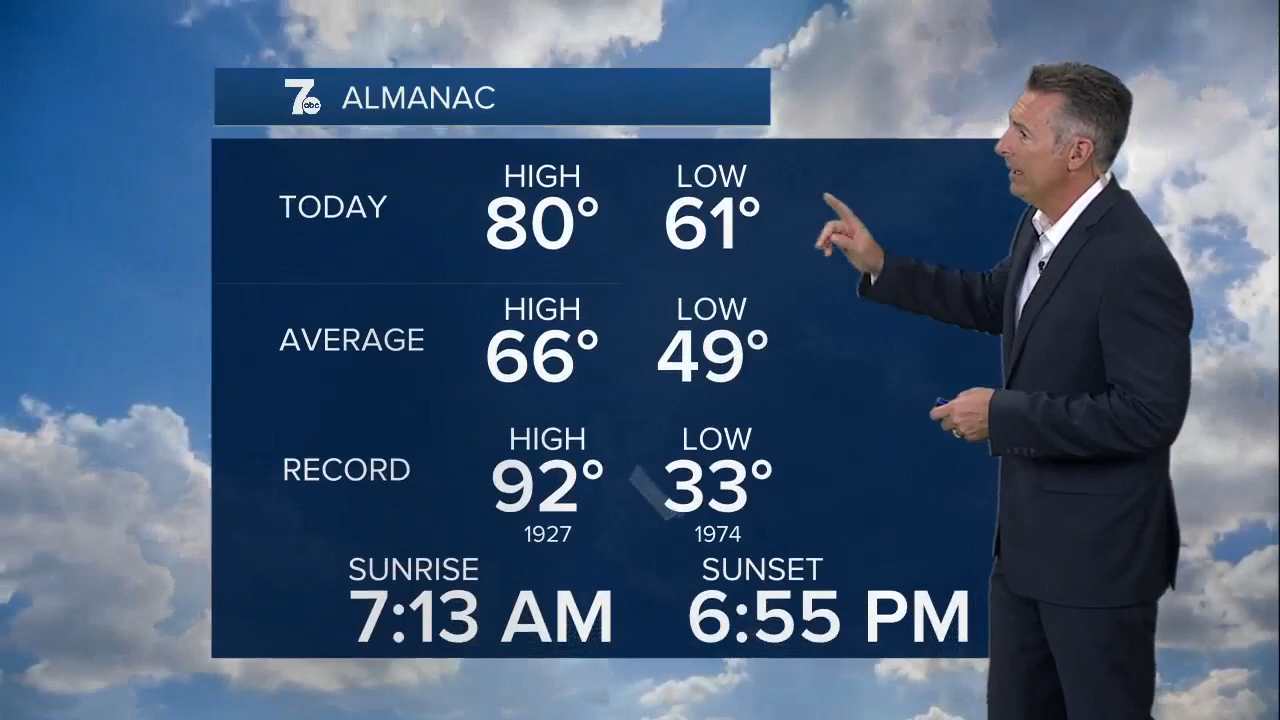 7 abc ALMANAC
HIGH LOW
TODAY 80° 61°
HIGH LOW
AVERAGE 66° 49°
HIGH LOW
RECORD 92° 33°
1927 1974
SUNRISE SUNSET
7:13 AM 6:55 PM